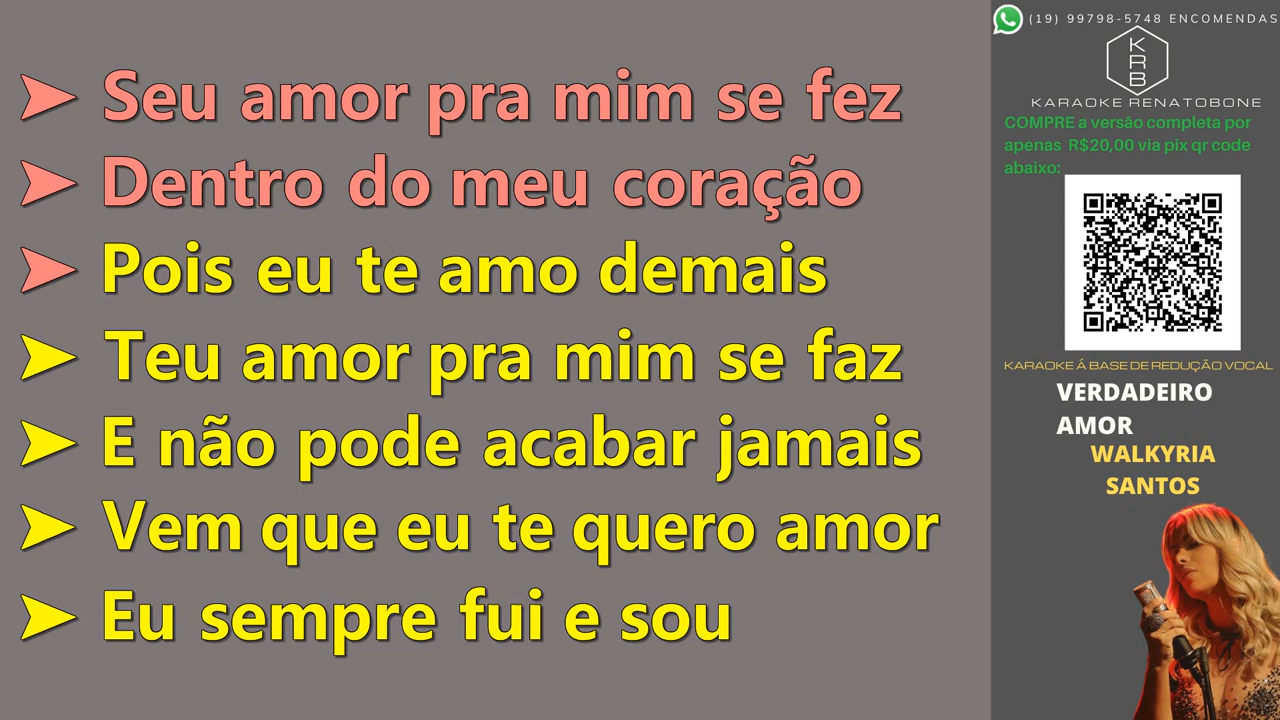 ➤ Seu amor pra mim se fez
➤ Dentro do meu coração
➤ Pois eu te amo demais
➤ Teu amor pra mim se faz
➤ E não pode acabar jamais
➤ Vem que eu te quero amor
➤ Eu sempre fui e sou
(19) 99798-5748 ENCOMENDAS
K
R
B
KARAOKE RENATOBONE
COMPRE a versão completa por
apenas R$20,00 via pix qr code
abaixo:
KARAOKE Á BASE DE REDUÇÃO VOCAL
VERDADEIRO
AMOR
WALKYRIA
SANTOS